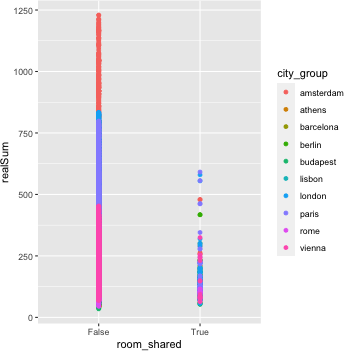 realSum
1250
1000
750
500
250
0
False
True
room_shared
city_group
amsterdam
athens
barcelona
berlin
budapest
lisbon
london
paris
rome
vienna